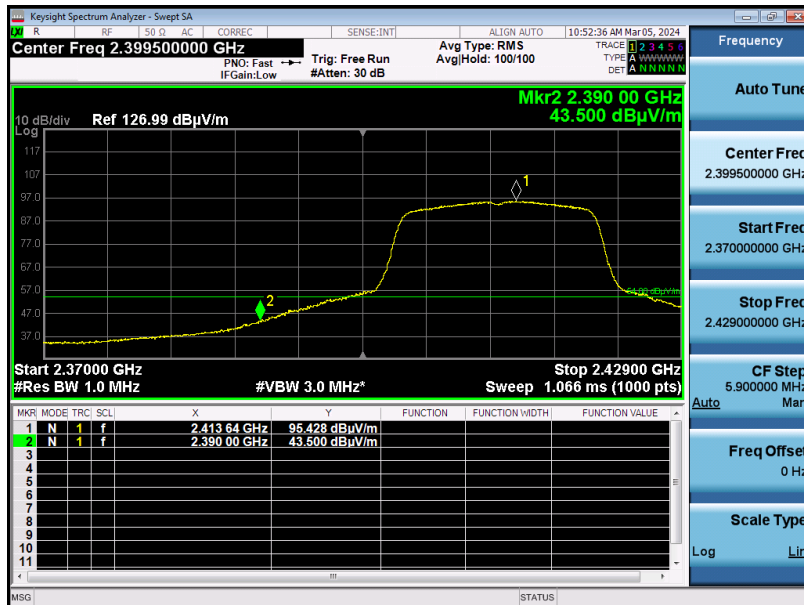 Keysight Spectrum Analyzer - Swept SA
LXI R RF 50 Ω AC CORREC SENSE:INT ALIGN AUTO 10:52:36 AM Mar 05, 2024
Center Freq 2.399500000 GHz
PNO: Fast
IFGain:Low
Trig: Free Run
#Atten: 30 dB
Avg Type: RMS
Avg|Hold: 100/100
TRACE 1 2 3 4 5 6
TYPE A WWWWW
DET A N N N N N
Mkr2 2.390 00 GHz
43.500 dBµV/m
10 dB/div Ref 126.99 dBµV/m
Log
117
107
97.0
87.0
77.0
67.0
57.0
47.0
37.0
1
2
Start 2.37000 GHz Stop 2.42900 GHz
#Res BW 1.0 MHz #VBW 3.0 MHz* Sweep 1.066 ms (1000 pts)
MKR MODE TRC SCL X Y FUNCTION FUNCTION WIDTH FUNCTION VALUE
1 N 1 f 2.413 64 GHz 95.428 dBµV/m
2 N 1 f 2.390 00 GHz 43.500 dBµV/m
3
4
5
6
7
8
9
10
11
MSG STATUS
Frequency
Auto Tune
Center Freq
2.399500000 GHz
Start Freq
2.370000000 GHz
Stop Freq
2.429000000 GHz
CF Step
5.900000 MHz
Auto Man
Freq Offset
0 Hz
Scale Type
Log Lin